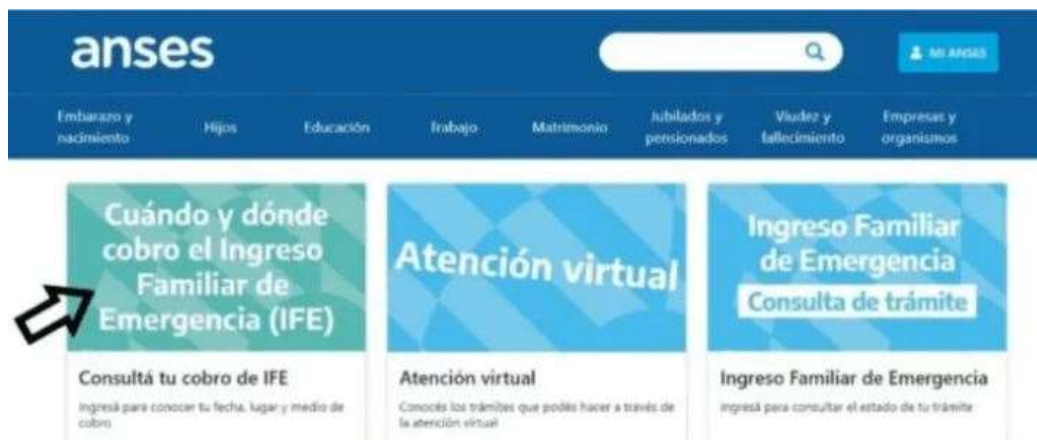 anses
MI ANSES
Embarazo y
nacimiento
Hijos
Educación
Trabajo
Matrimonio
Jubilados y
pensionados
Viudez y
fallecimiento
Empresas y
organismos
Cuándo y dónde
cobro el Ingreso
Familiar de
Emergencia (IFE)
Consultá tu cobro de IFE
Ingresá para conocer tu fecha, lugar y medio de
cobro
Atención virtual
Atención virtual
Conocés los trámites que podés hacer a través de
la atención virtual
Ingreso Familiar
de Emergencia
Consulta de trámite
Ingreso Familiar de Emergencia
Ingresá para consultar el estado de tu trámite